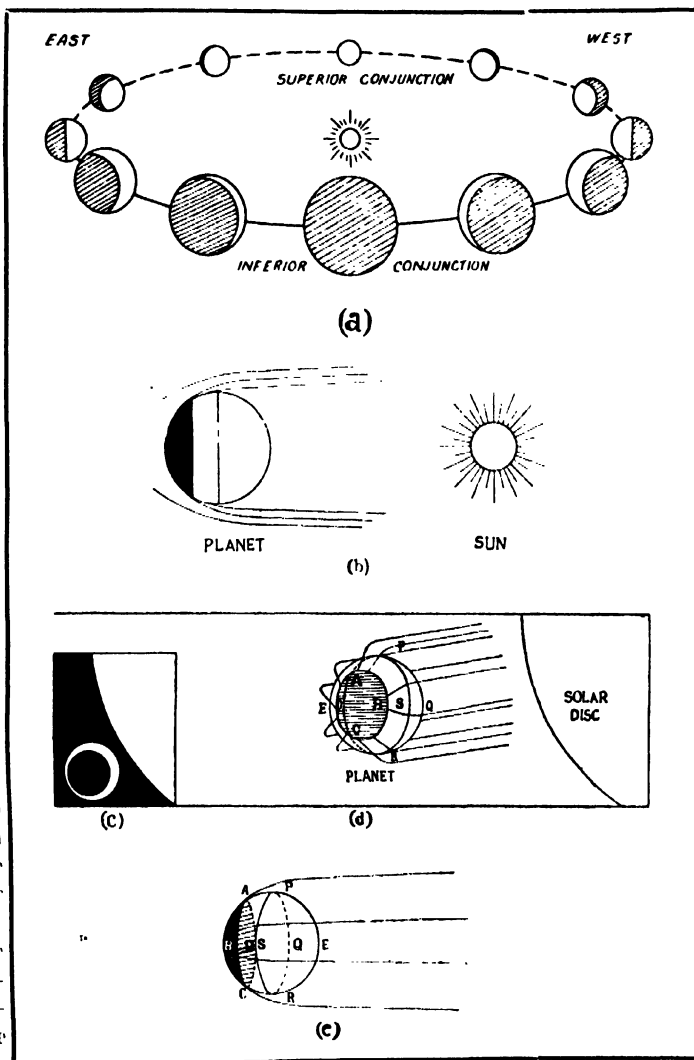 EAST
WEST
SUPERIOR CONJUNCTION
INFERIOR CONJUNCTION
(a)
PLANET
SUN
(b)
P
A
E B S Q
C
R
PLANET
SOLAR
DISC
(c)
(d)
A P
B D S Q E
C R
(e)